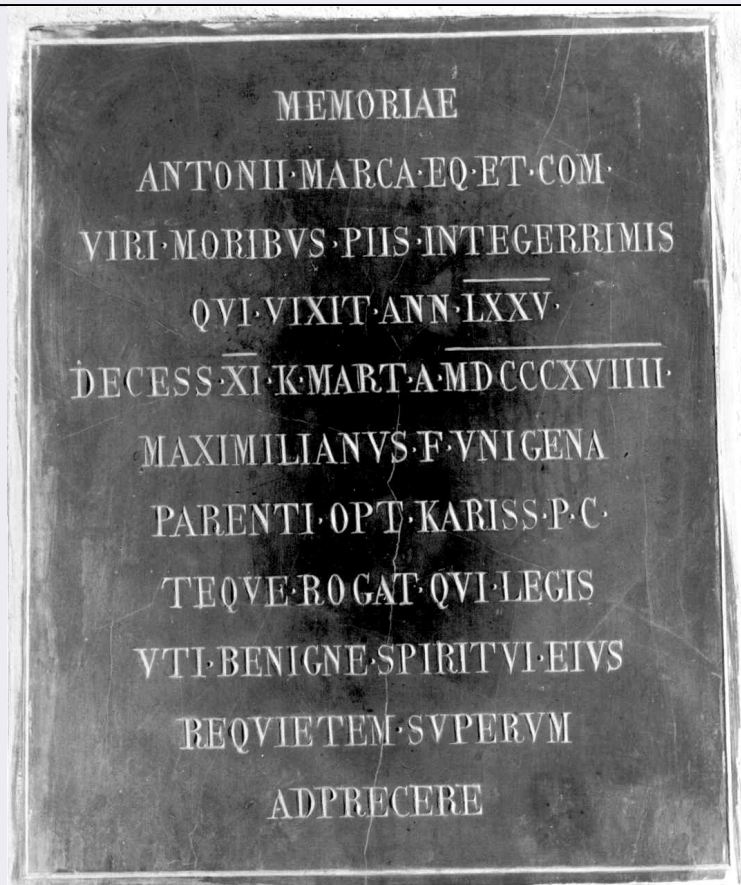 MEMORIAE
ANTONII·MARCA·EQ·ET·COM·
VIRI·MORIBVS·PIIS·INTEGERRIMIS
QVI·VIXIT·ANN·LXXV·
DECESS·XI·K·MART·A·MDCCCXVIIII·
MAXIMILIANVS·F·VNIGENA
PARENTI·OPT·KARISS·P·C·
TEQVE·ROGAT·QVI·LEGIS
VTI·BENIGNE·SPIRITVI·EIVS
REQVIETEM·SVPERVM
ADPRECERE